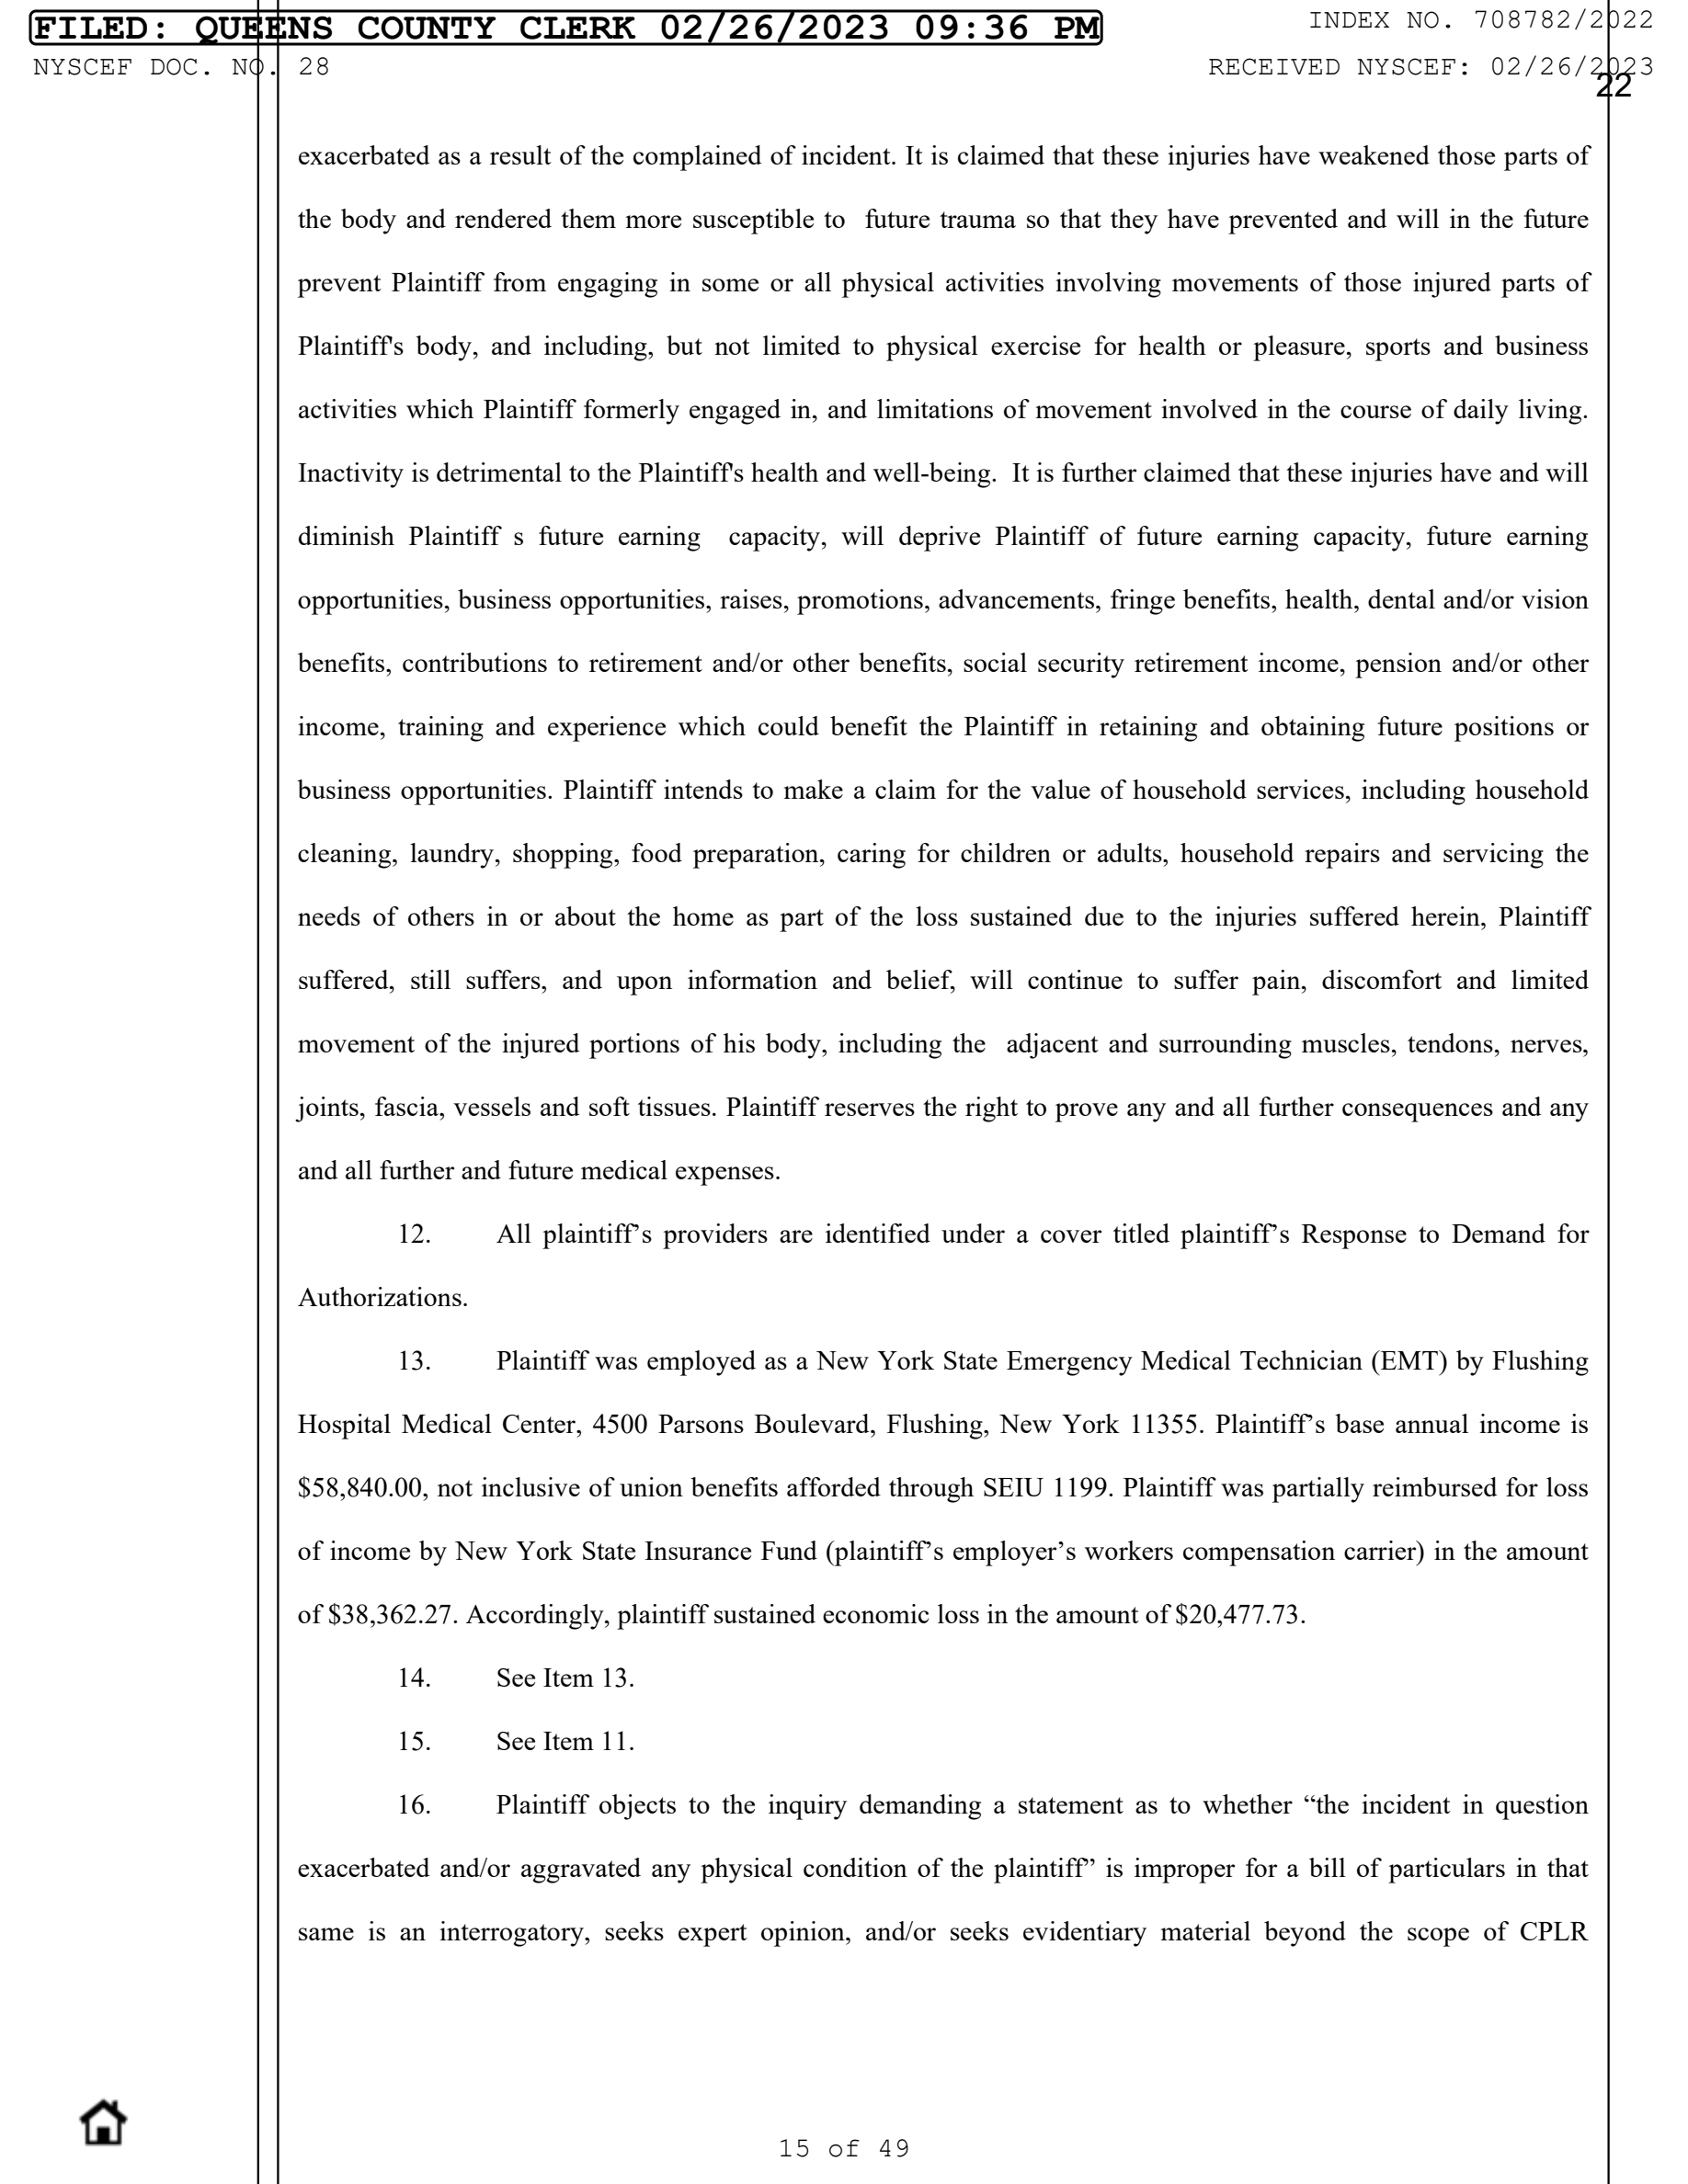 FILED: QUEENS COUNTY CLERK 02/26/2023 09:36 PM
INDEX NO. 708782/2022
NYSCEF DOC. NO. 28
RECEIVED NYSCEF: 02/26/2023
22
exacerbated as a result of the complained of incident. It is claimed that these injuries have weakened those parts of
the body and rendered them more susceptible to future trauma so that they have prevented and will in the future
prevent Plaintiff from engaging in some or all physical activities involving movements of those injured parts of
Plaintiff's body, and including, but not limited to physical exercise for health or pleasure, sports and business
activities which Plaintiff formerly engaged in, and limitations of movement involved in the course of daily living.
Inactivity is detrimental to the Plaintiff's health and well-being. It is further claimed that these injuries have and will
diminish Plaintiff s future earning capacity, will deprive Plaintiff of future earning capacity, future earning
opportunities, business opportunities, raises, promotions, advancements, fringe benefits, health, dental and/or vision
benefits, contributions to retirement and/or other benefits, social security retirement income, pension and/or other
income, training and experience which could benefit the Plaintiff in retaining and obtaining future positions or
business opportunities. Plaintiff intends to make a claim for the value of household services, including household
cleaning, laundry, shopping, food preparation, caring for children or adults, household repairs and servicing the
needs of others in or about the home as part of the loss sustained due to the injuries suffered herein, Plaintiff
suffered, still suffers, and upon information and belief, will continue to suffer pain, discomfort and limited
movement of the injured portions of his body, including the adjacent and surrounding muscles, tendons, nerves,
joints, fascia, vessels and soft tissues. Plaintiff reserves the right to prove any and all further consequences and any
and all further and future medical expenses.
12. All plaintiff’s providers are identified under a cover titled plaintiff’s Response to Demand for
Authorizations.
13. Plaintiff was employed as a New York State Emergency Medical Technician (EMT) by Flushing
Hospital Medical Center, 4500 Parsons Boulevard, Flushing, New York 11355. Plaintiff’s base annual income is
$58,840.00, not inclusive of union benefits afforded through SEIU 1199. Plaintiff was partially reimbursed for loss
of income by New York State Insurance Fund (plaintiff’s employer’s workers compensation carrier) in the amount
of $38,362.27. Accordingly, plaintiff sustained economic loss in the amount of $20,477.73.
14. See Item 13.
15. See Item 11.
16. Plaintiff objects to the inquiry demanding a statement as to whether “the incident in question
exacerbated and/or aggravated any physical condition of the plaintiff” is improper for a bill of particulars in that
same is an interrogatory, seeks expert opinion, and/or seeks evidentiary material beyond the scope of CPLR
15 of 49